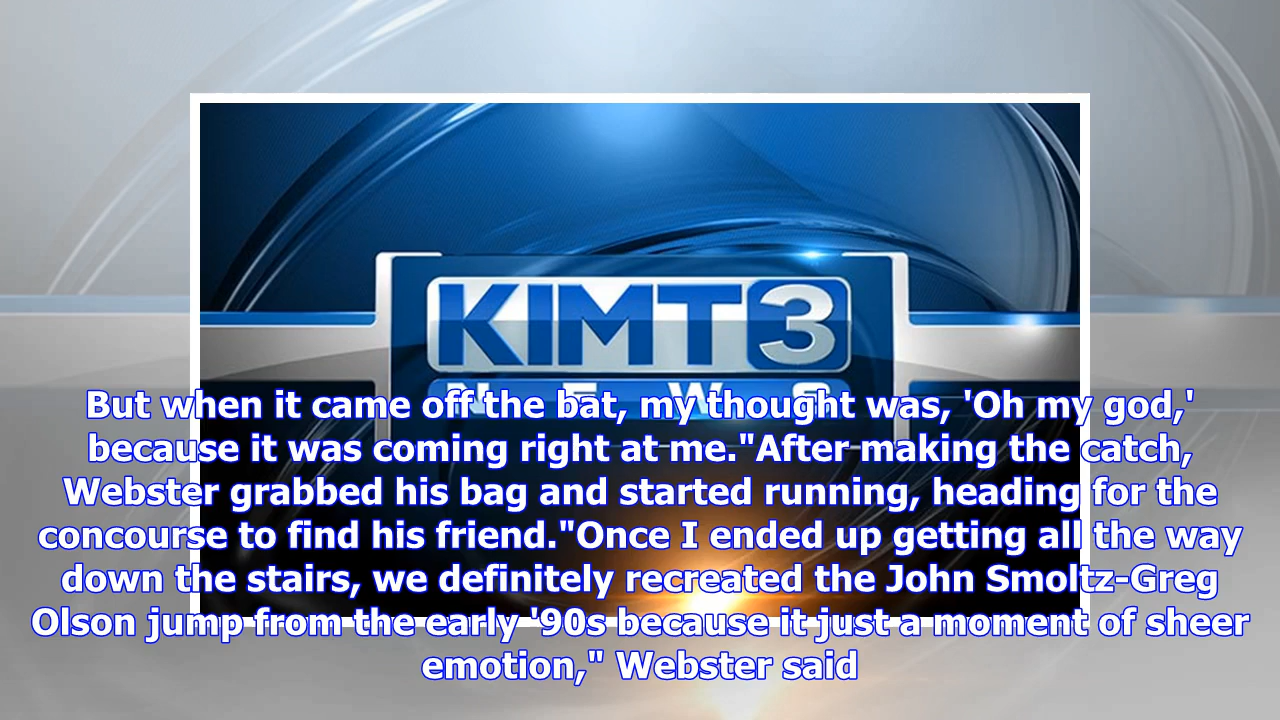 KIMT 3
NEWS
But when it came off the bat, my thought was, 'Oh my god,'
because it was coming right at me."After making the catch,
Webster grabbed his bag and started running, heading for the
concourse to find his friend."Once I ended up getting all the way
down the stairs, we definitely recreated the John Smoltz-Greg
Olson jump from the early '90s because it just a moment of sheer
emotion," Webster said